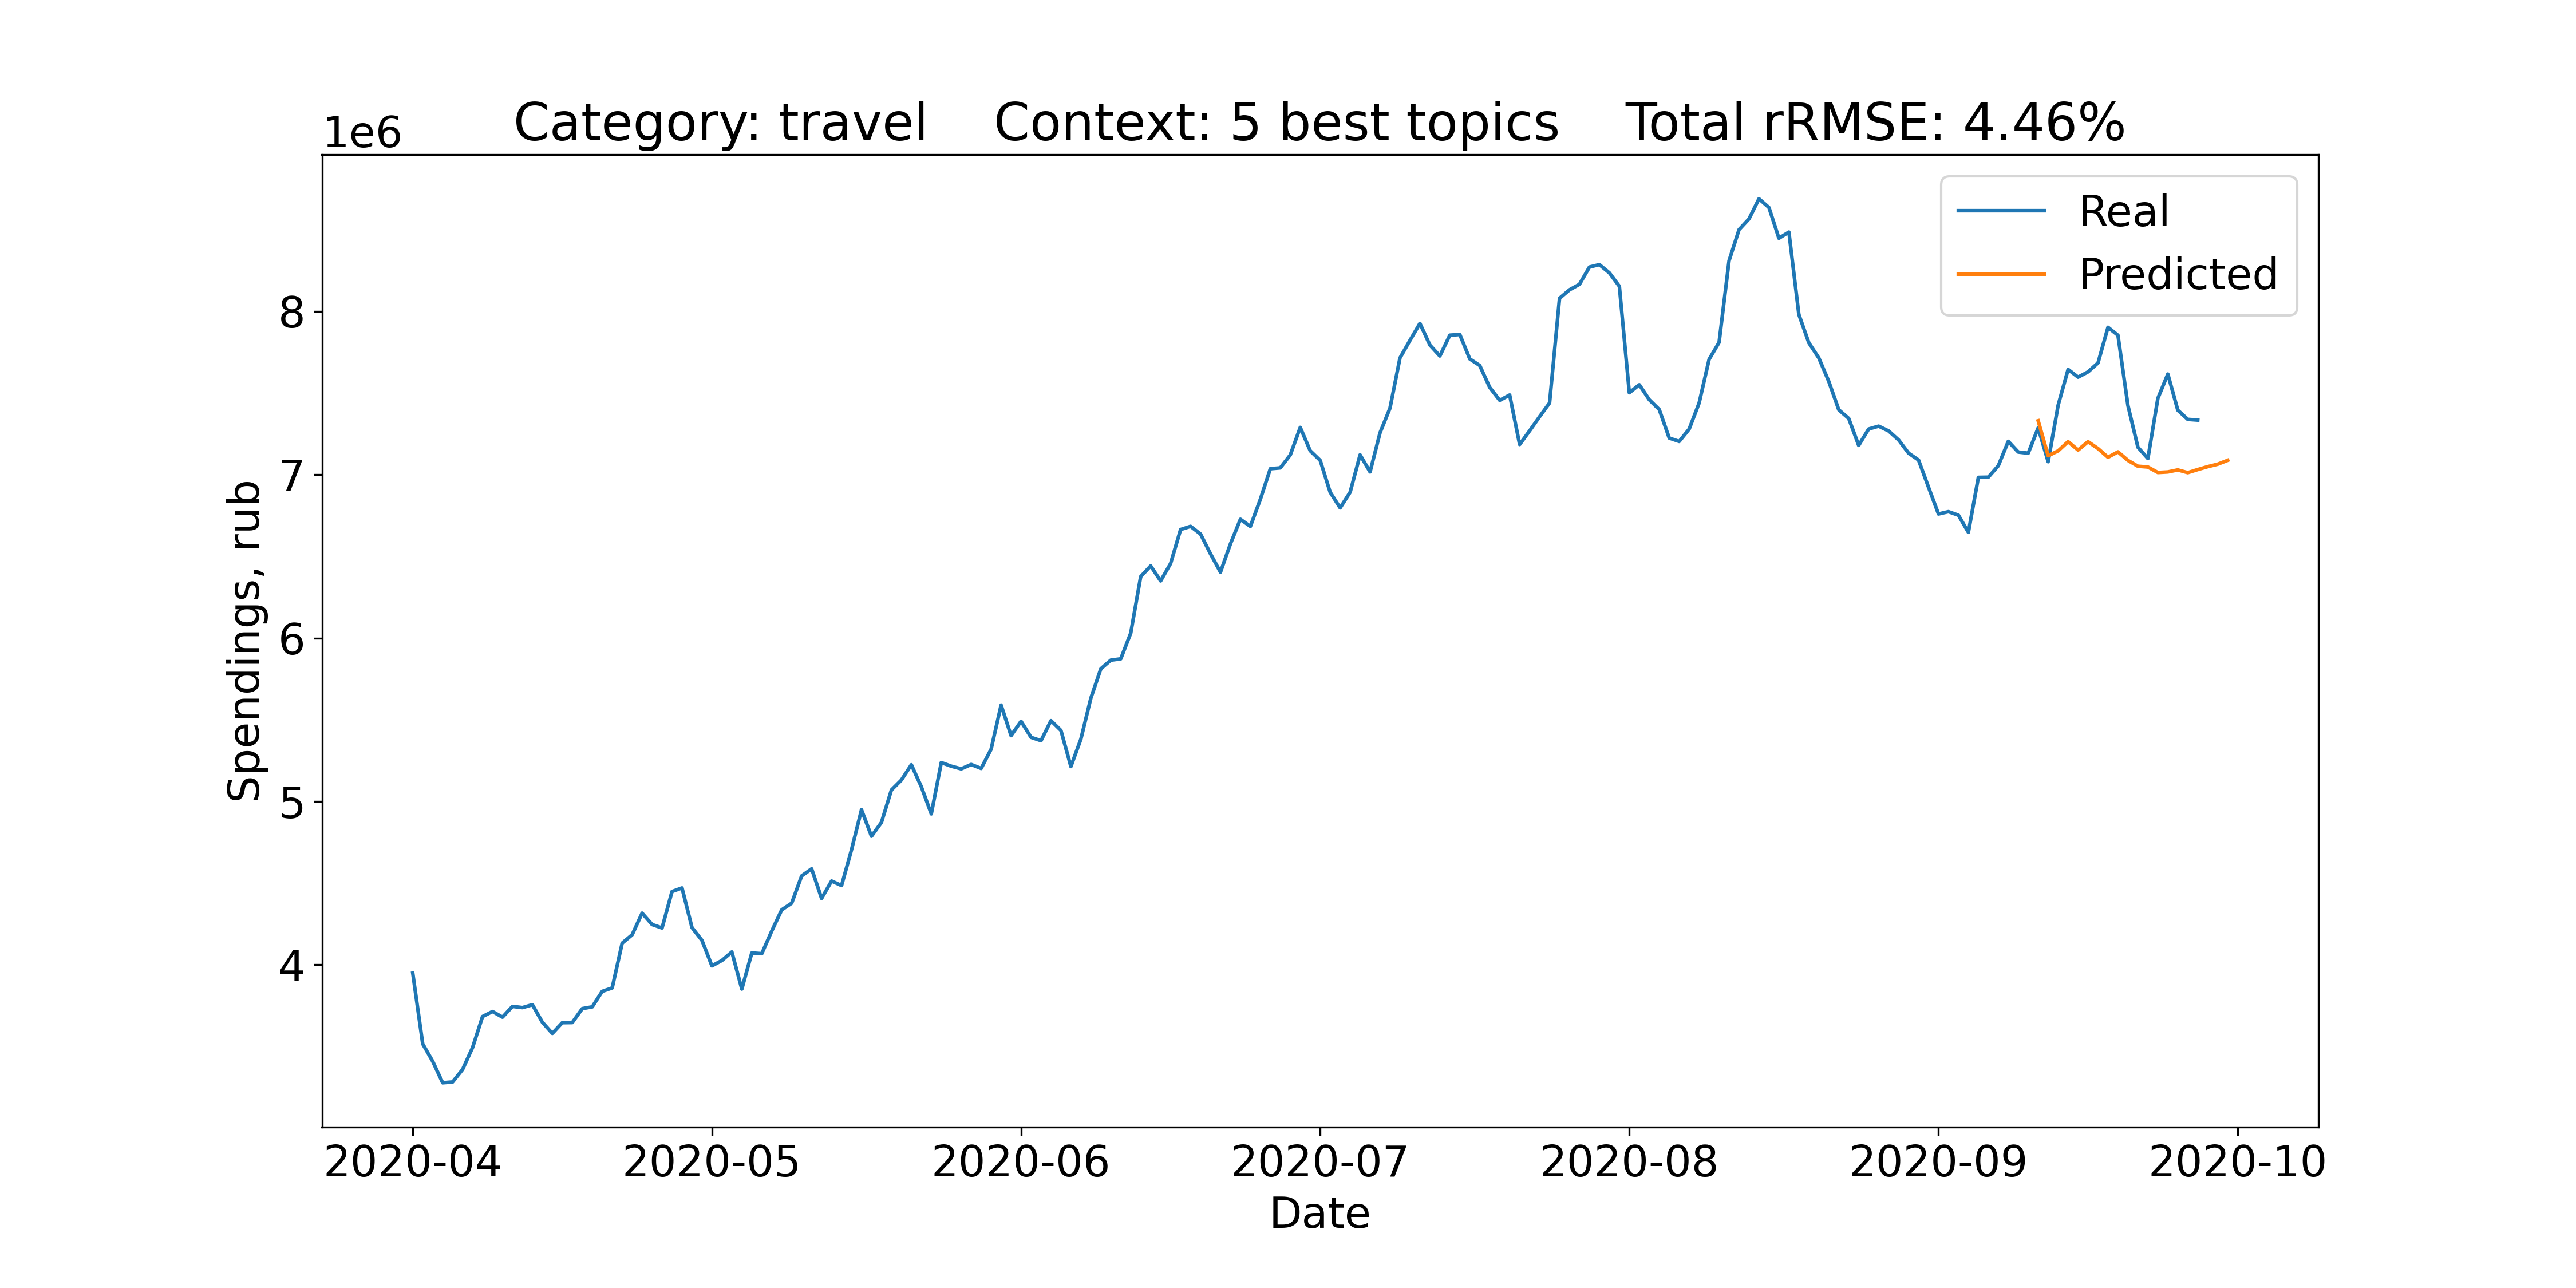 1e6
Category: travel    Context: 5 best topics    Total rRMSE: 4.46%
Real
Predicted
8
7
6
5
4
Spendings, rub
2020-04 2020-05 2020-06 2020-07 2020-08 2020-09 2020-10
Date